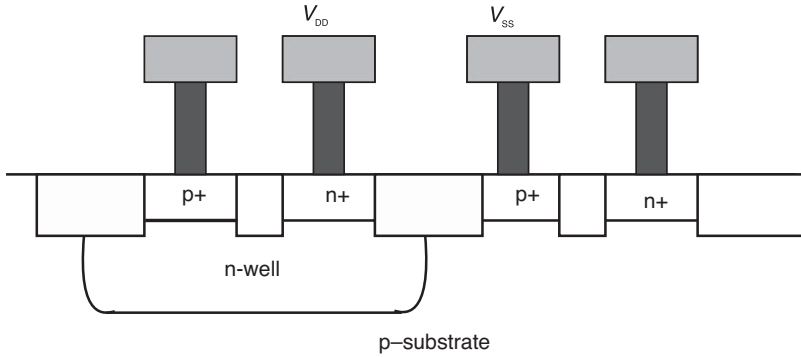 V_DD V_SS
p+ n+ p+ n+
n-well
p–substrate